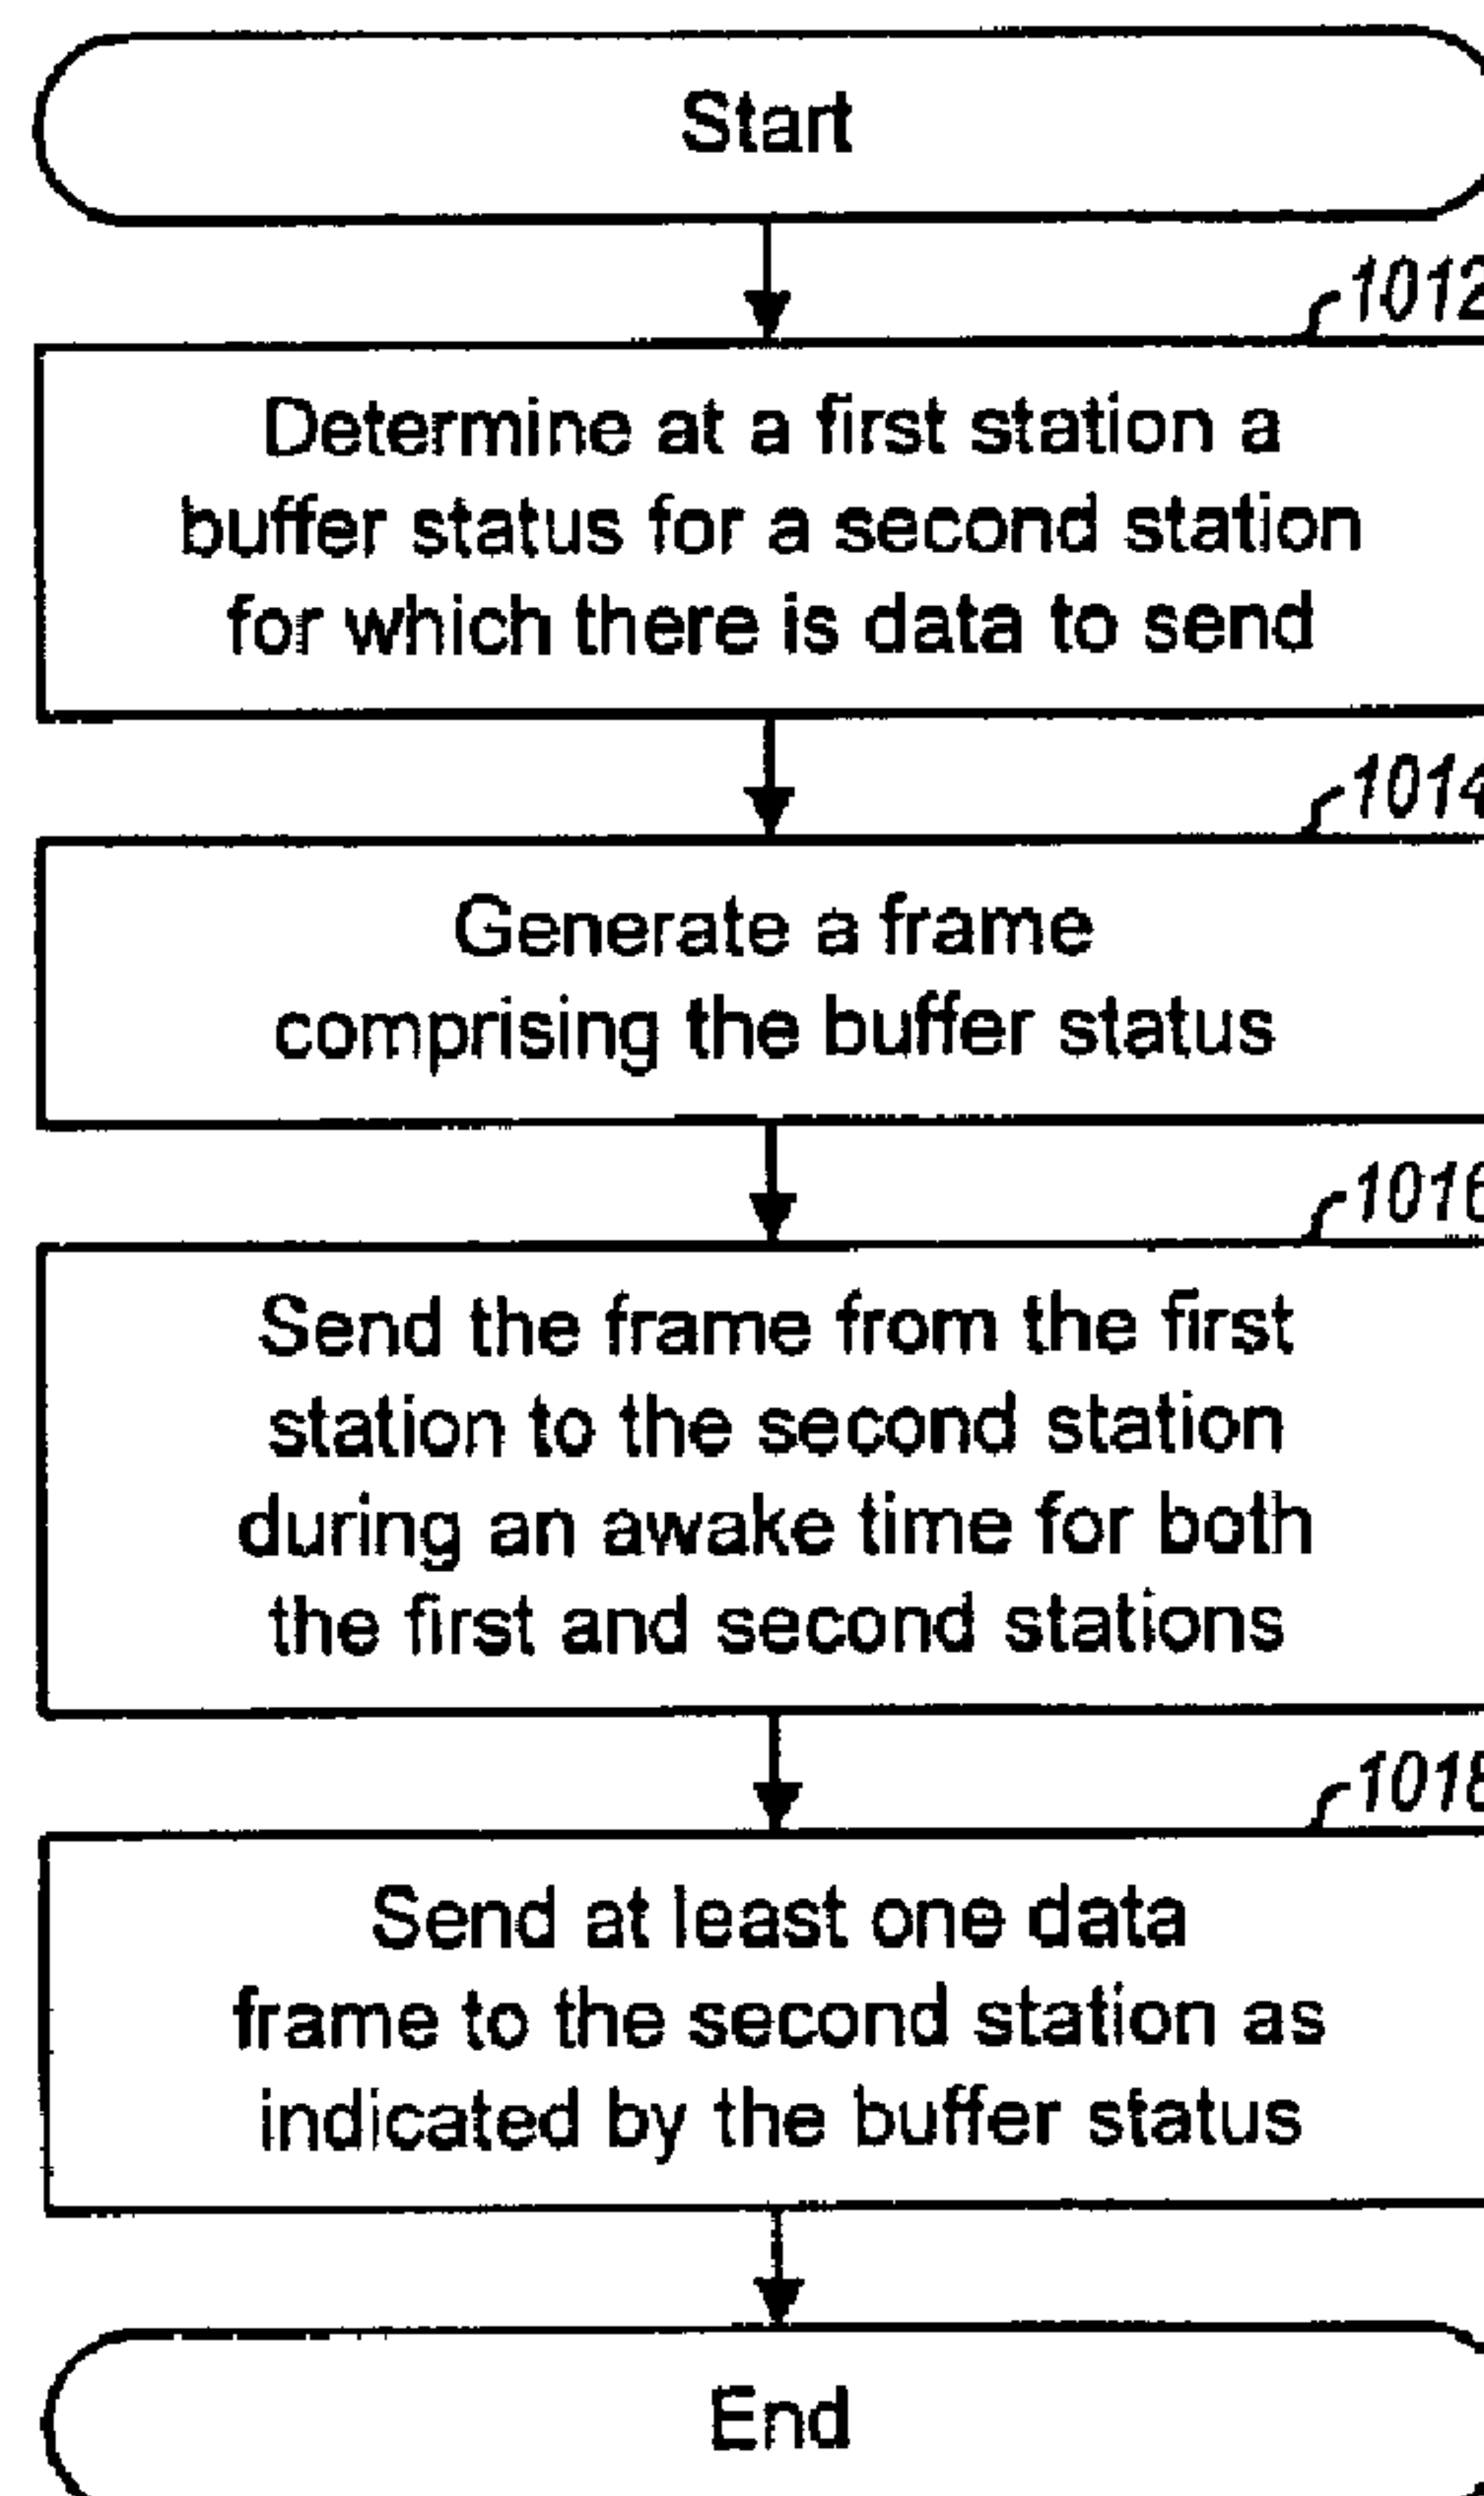 Start
1012
Determine at a first station a
buffer status for a second station
for which there is data to send
1014
Generate a frame
comprising the buffer status
1016
Send the frame from the first
station to the second station
during an awake time for both
the first and second stations
1018
Send at least one data
frame to the second station as
indicated by the buffer status
End